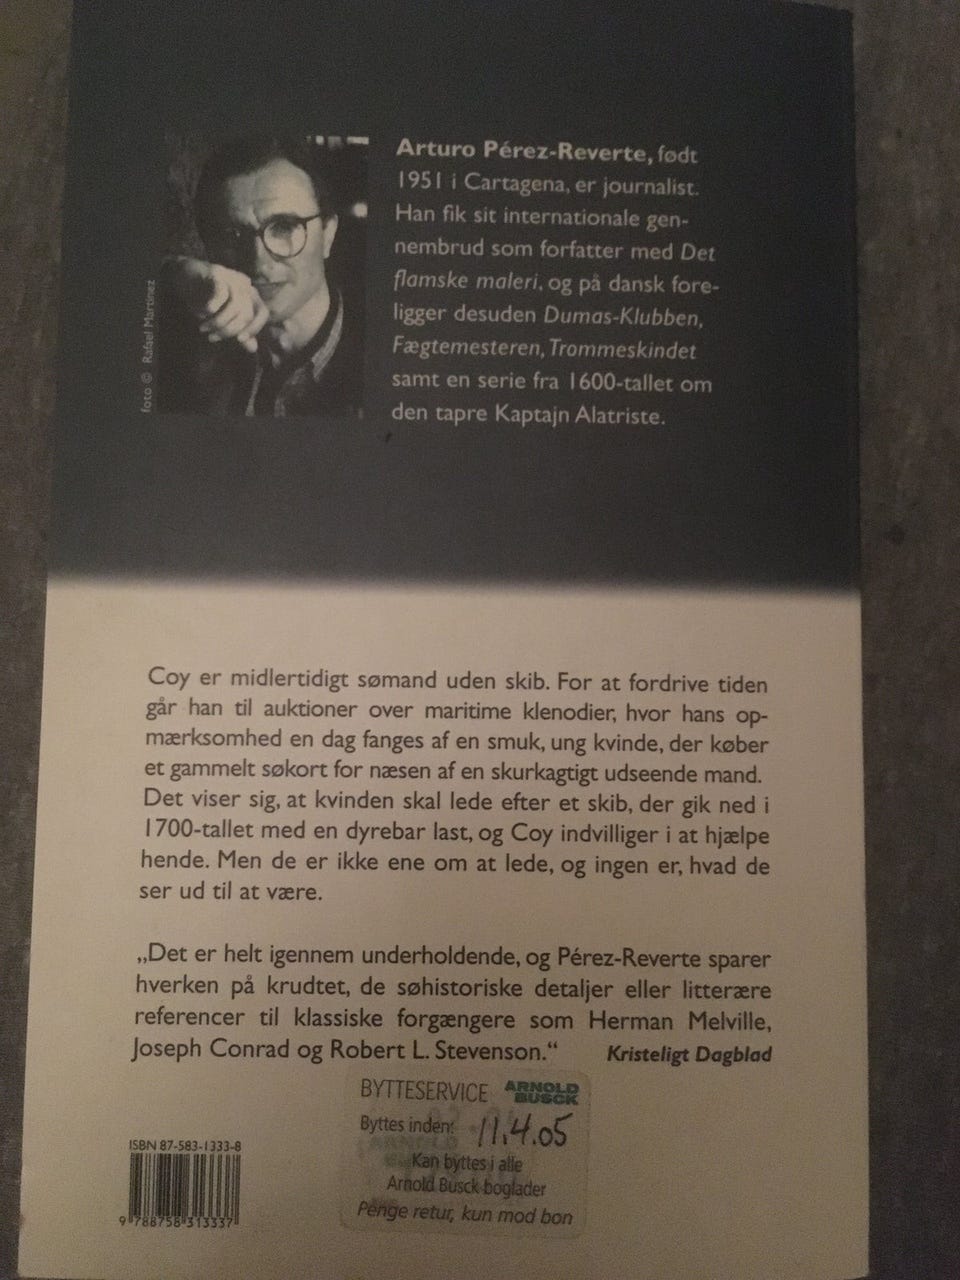 Arturo Pérez-Reverte, født
1951 i Cartagena, er journalist.
Han fik sit internationale gen-
nembrud som forfatter med Det
flamske maleri, og på dansk fore-
ligger desuden Dumas-Klubben,
Fægtemesteren, Trommeskindet
samt en serie fra 1600-tallet om
den tapre Kaptajn Alatriste.
foto © Rafael Martinez
Coy er midlertidigt sømand uden skib. For at fordrive tiden
går han til auktioner over maritime klenodier, hvor hans op-
mærksomhed en dag fanges af en smuk, ung kvinde, der køber
et gammelt søkort for næsen af en skurkagtigt udseende mand.
Det viser sig, at kvinden skal lede efter et skib, der gik ned i
1700-tallet med en dyrebar last, og Coy indvilliger i at hjælpe
hende. Men de er ikke ene om at lede, og ingen er, hvad de
ser ud til at være.
„Det er helt igennem underholdende, og Pérez-Reverte sparer
hverken på krudtet, de søhistoriske detaljer eller litterære
referencer til klassiske forgængere som Herman Melville,
Joseph Conrad og Robert L. Stevenson.“ Kristeligt Dagblad
BYTTESERVICE ARNOLD BUSCK
Byttes inden: 11.4.05
Kan byttes i alle
Arnold Busck boglader
Penge retur, kun mod bon
ISBN 87-583-1333-8
9 788758 313337